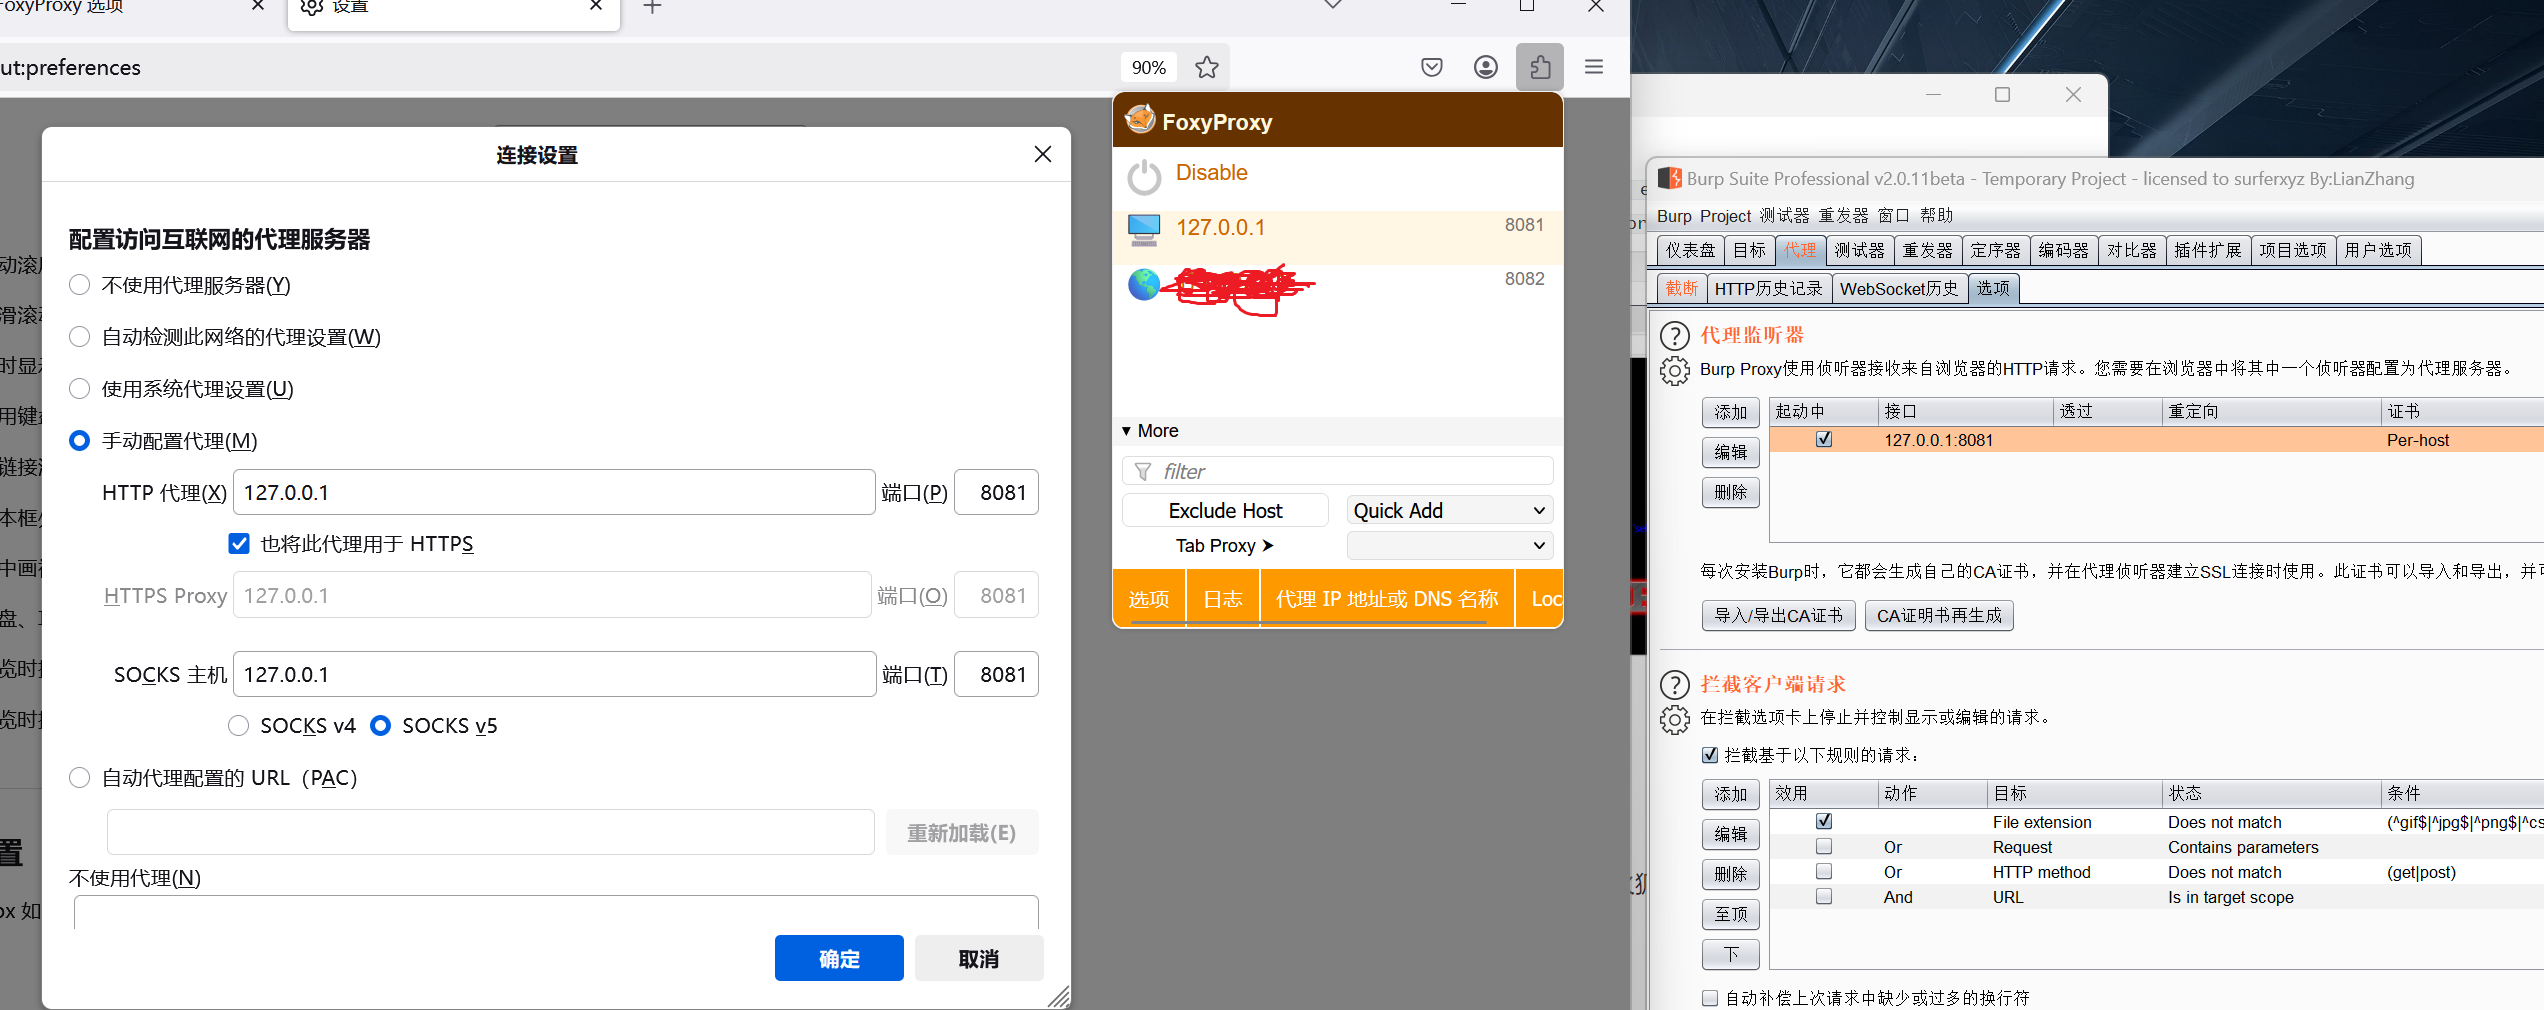 FoxyProxy 选项
设置
ut:preferences
90%
连接设置
配置访问互联网的代理服务器
不使用代理服务器(Y)
自动检测此网络的代理设置(W)
使用系统代理设置(U)
手动配置代理(M)
HTTP 代理(X) 127.0.0.1 端口(P) 8081
也将此代理用于 HTTPS
HTTPS Proxy 127.0.0.1 端口(O) 8081
SOCKS 主机 127.0.0.1 端口(T) 8081
SOCKS v4 SOCKS v5
自动代理配置的 URL（PAC）
重新加载(E)
不使用代理(N)
确定 取消
动滚
滑滚
时显
用键
链接
本框
中画
盘、
览时
览时
置
ox 如
FoxyProxy
Disable
127.0.0.1 8081
8082
▼ More
filter
Exclude Host Quick Add
Tab Proxy ➤
选项 日志 代理 IP 地址或 DNS 名称 Loc
Burp Suite Professional v2.0.11beta - Temporary Project - licensed to surferxyz By:LianZhang
Burp Project 测试器 重发器 窗口 帮助
仪表盘 目标 代理 测试器 重发器 定序器 编码器 对比器 插件扩展 项目选项 用户选项
截断 HTTP历史记录 WebSocket历史 选项
代理监听器
Burp Proxy使用侦听器接收来自浏览器的HTTP请求。您需要在浏览器中将其中一个侦听器配置为代理服务器。
添加 起动中 接口 透过 重定向 证书
127.0.0.1:8081 Per-host
编辑
删除
每次安装Burp时，它都会生成自己的CA证书，并在代理侦听器建立SSL连接时使用。此证书可以导入和导出，并可
导入/导出CA证书 CA证明书再生成
拦截客户端请求
在拦截选项卡上停止并控制显示或编辑的请求。
拦截基于以下规则的请求：
添加 效用 动作 目标 状态 条件
File extension Does not match (^gif$|^jpg$|^png$|^cs
编辑 Or Request Contains parameters
删除 Or HTTP method Does not match (get|post)
And URL Is in target scope
至顶
下
自动补偿上次请求中缺少或过多的换行符